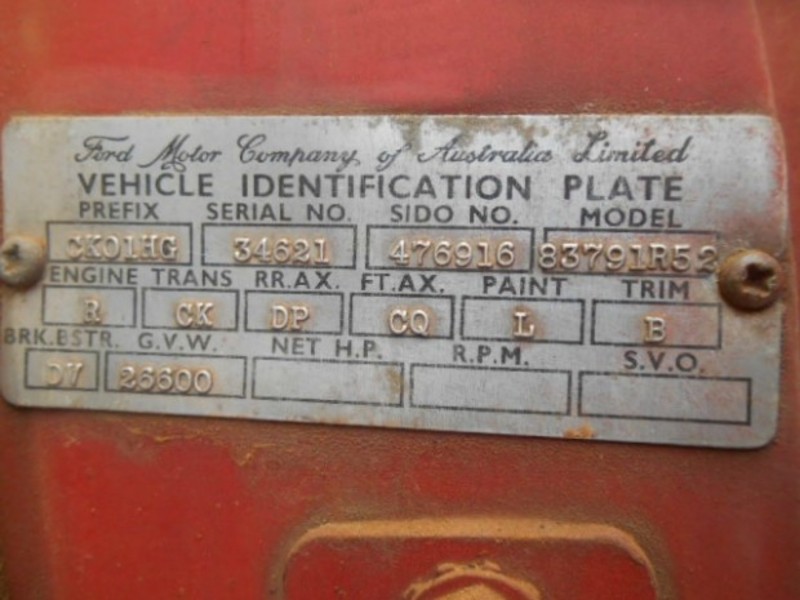 Ford Motor Company of Australia Limited
VEHICLE IDENTIFICATION PLATE
PREFIX SERIAL NO. SIDO NO. MODEL
CK01HG 34621 476916 83791R52
ENGINE TRANS RR.AX. FT.AX. PAINT TRIM
R CK DP CQ L B
BRK.BSTR. G.V.W. NET H.P. R.P.M. S.V.O.
DV 26600